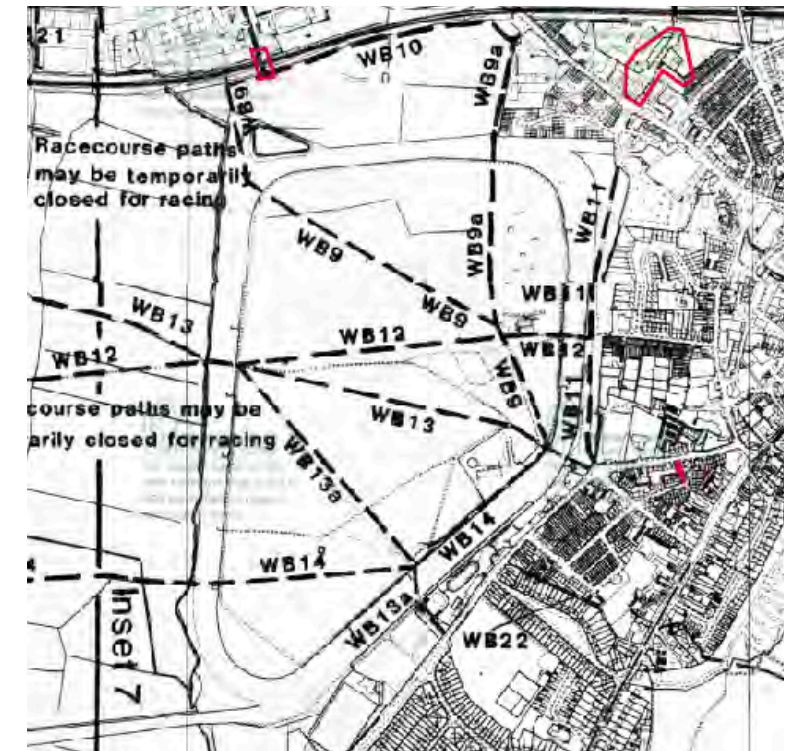 21
WB10
WB9a
WB9
Racecourse paths
may be temporarily
closed for racing
WB11
WB9
WB9a
WB11
WB9
WB13
WB12
WB12
WB12
WB9
WB11
course paths may be
arily closed for racing
WB13
WB13a
WB14
4
WB14
WB13a
WB22
Inset 7